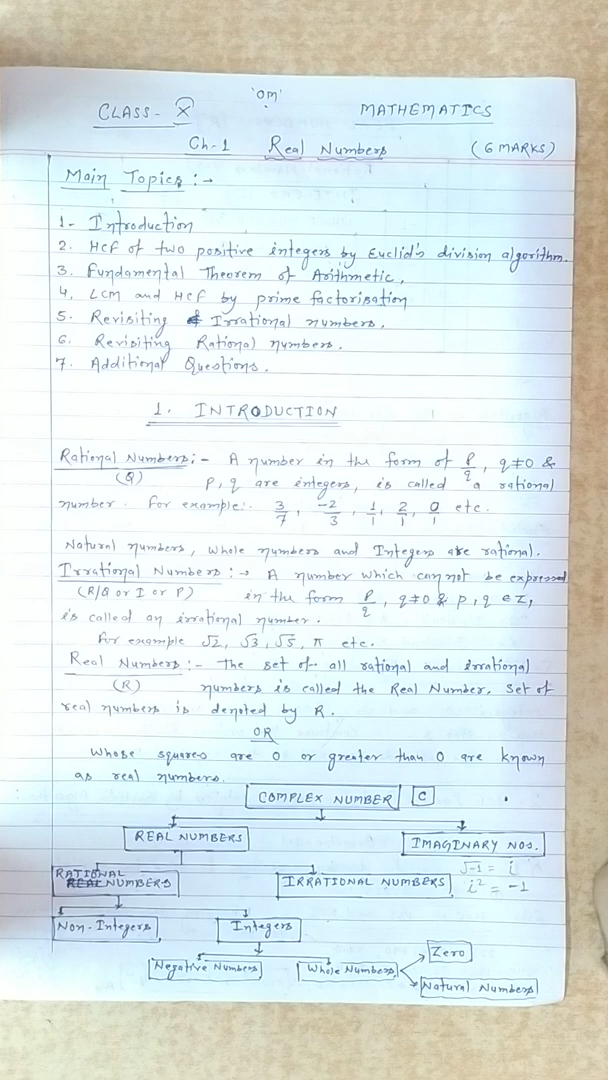 'OM'
CLASS - X MATHEMATICS
Ch-1 Real Numbers (6 MARKS)
Main Topics :→
1- Introduction
2. HCF of two positive integers by Euclid's division algorithm.
3. Fundamental Theorem of Arithmetic.
4. LCM and HCF by prime factorisation
5. Revisiting Irrational numbers.
6. Revisiting Rational numbers.
7. Additional Questions.
1. INTRODUCTION
Rational Numbers :- A number in the form of p/q, q≠0 &
(Q) p, q are integers, is called a rational
number. For example:. 3/7, -2/3, 1/1, 2/1, 0/1 etc.
Natural numbers, whole numbers and Integers are rational.
Irrational Numbers :→ A number which can not be expressed
(R/Q or I or P) in the form p/q, q≠0 & p, q ∈ Z,
is called an irrational number.
For example √2, √3, √5, π etc.
Real Numbers :- The set of all rational and irrational
(R) numbers is called the Real Number. Set of
real numbers is denoted by R.
OR
Whose squares are 0 or greater than 0 are known
as real numbers.
COMPLEX NUMBER C
REAL NUMBERS IMAGINARY NOS.
√-1 = i
RATIONAL NUMBERS IRRATIONAL NUMBERS i² = -1
Non-Integers Integers
Zero
Negative Numbers Whole Numbers
Natural Numbers